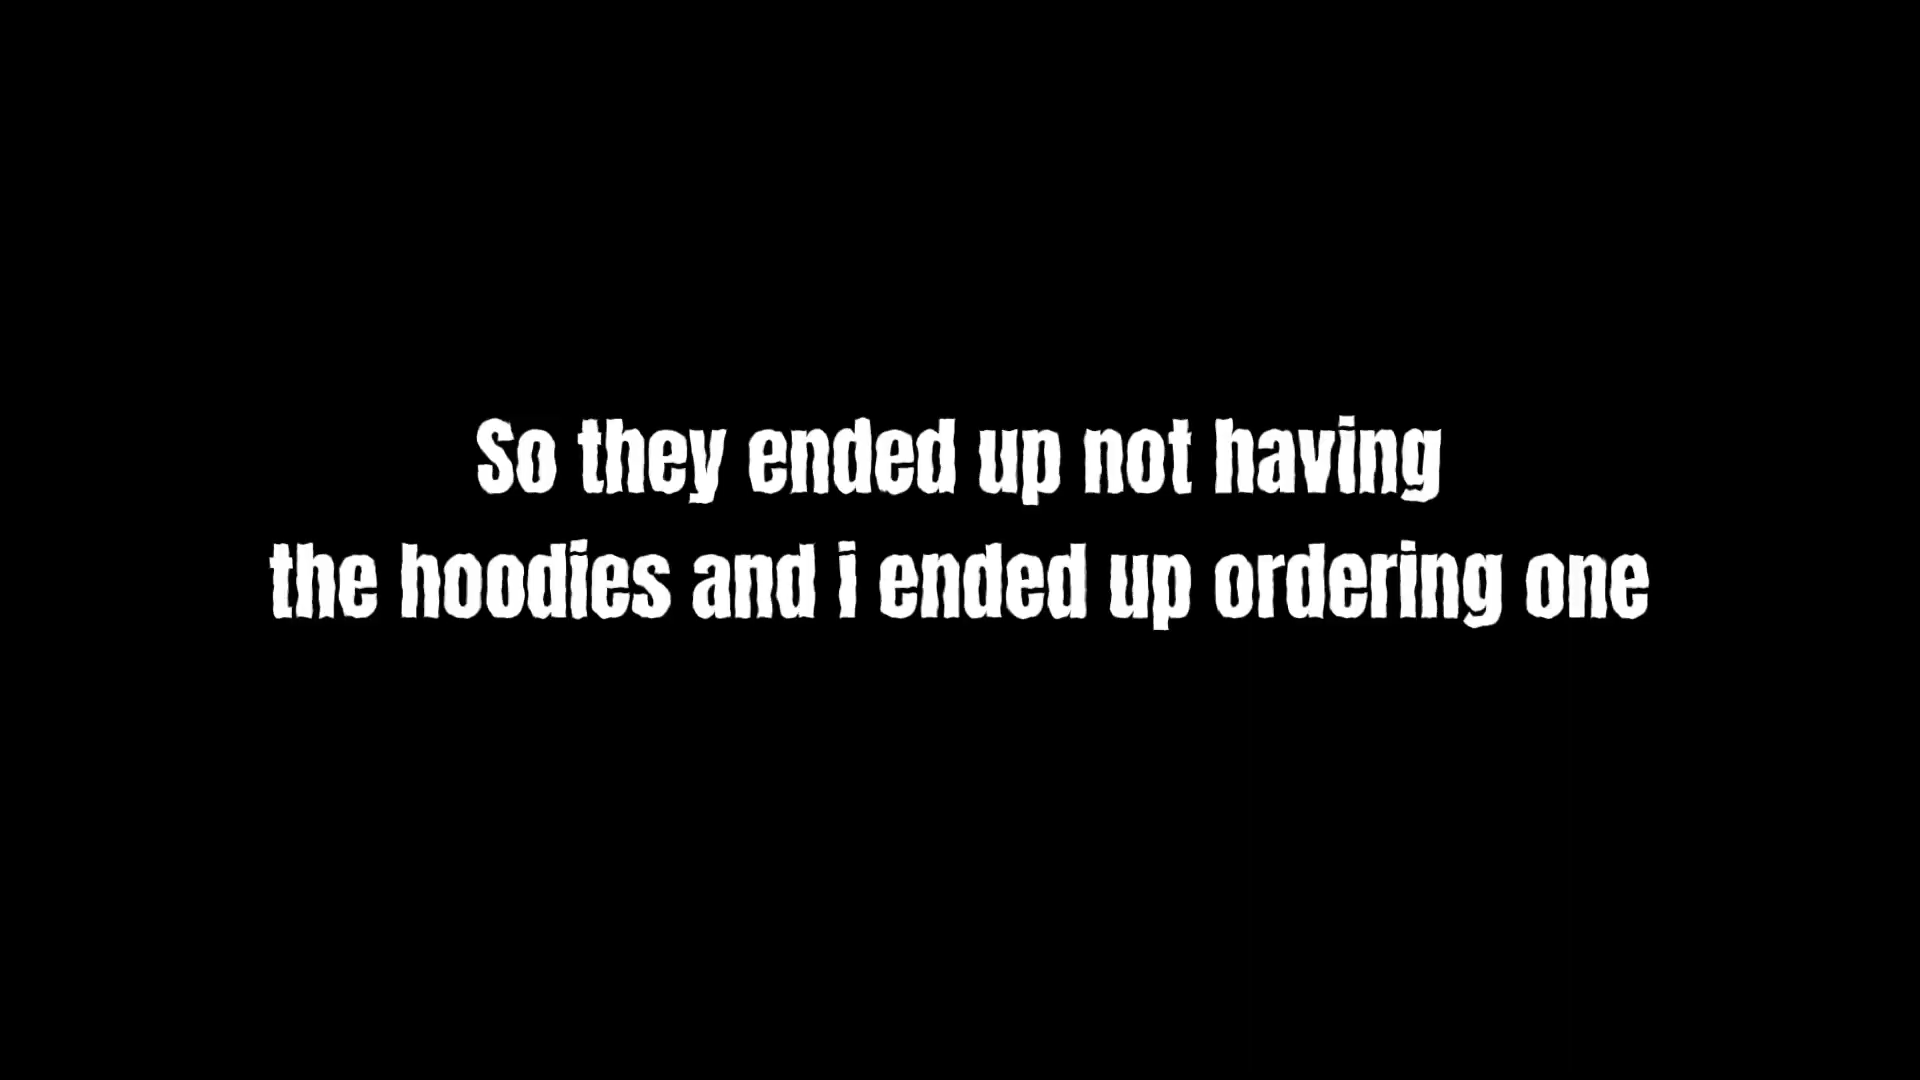 So they ended up not having
the hoodies and i ended up ordering one